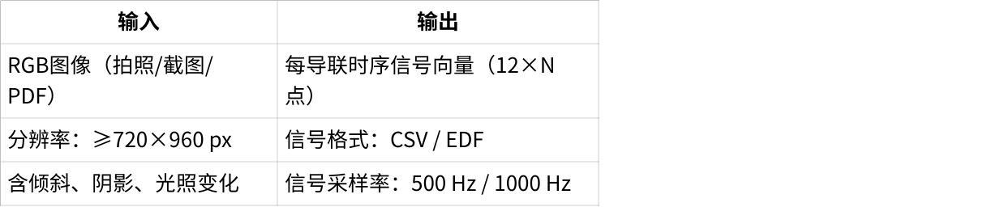 输入
输出
RGB图像（拍照/截图/
PDF）
每导联时序信号向量（12×N
点）
分辨率：≥720×960 px
信号格式：CSV / EDF
含倾斜、阴影、光照变化
信号采样率：500 Hz / 1000 Hz